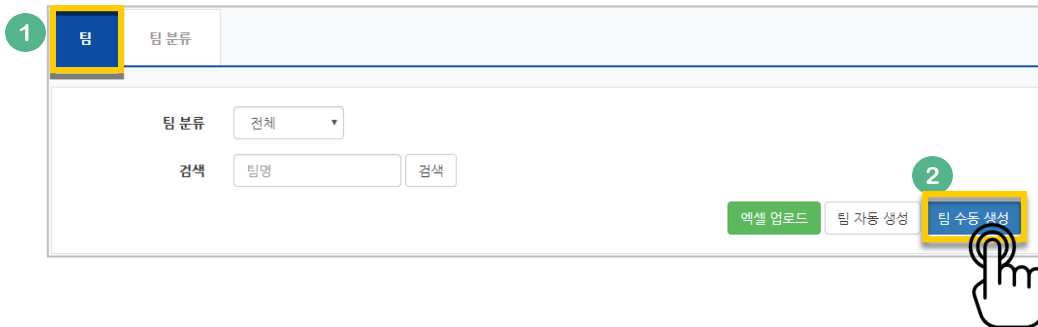 1
팀 팀 분류
팀 분류 전체
검색 팀명 검색
2
엑셀 업로드 팀 자동 생성 팀 수동 생성